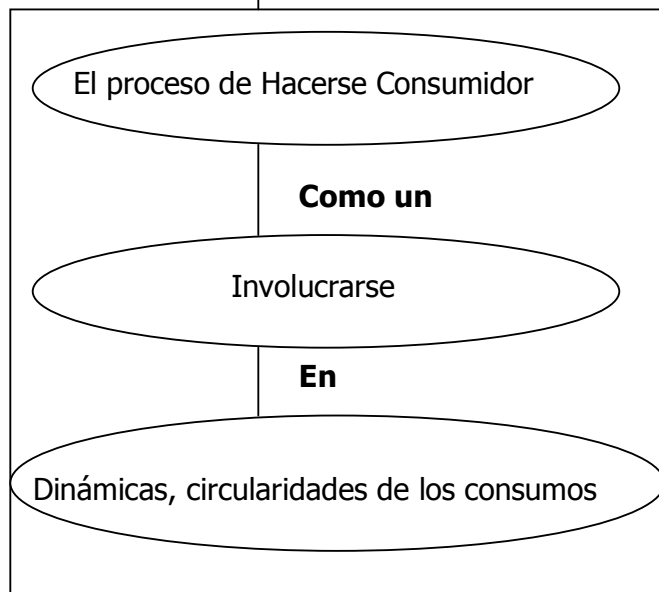 El proceso de Hacerse Consumidor
Como un
Involucrarse
En
Dinámicas, circularidades de los consumos